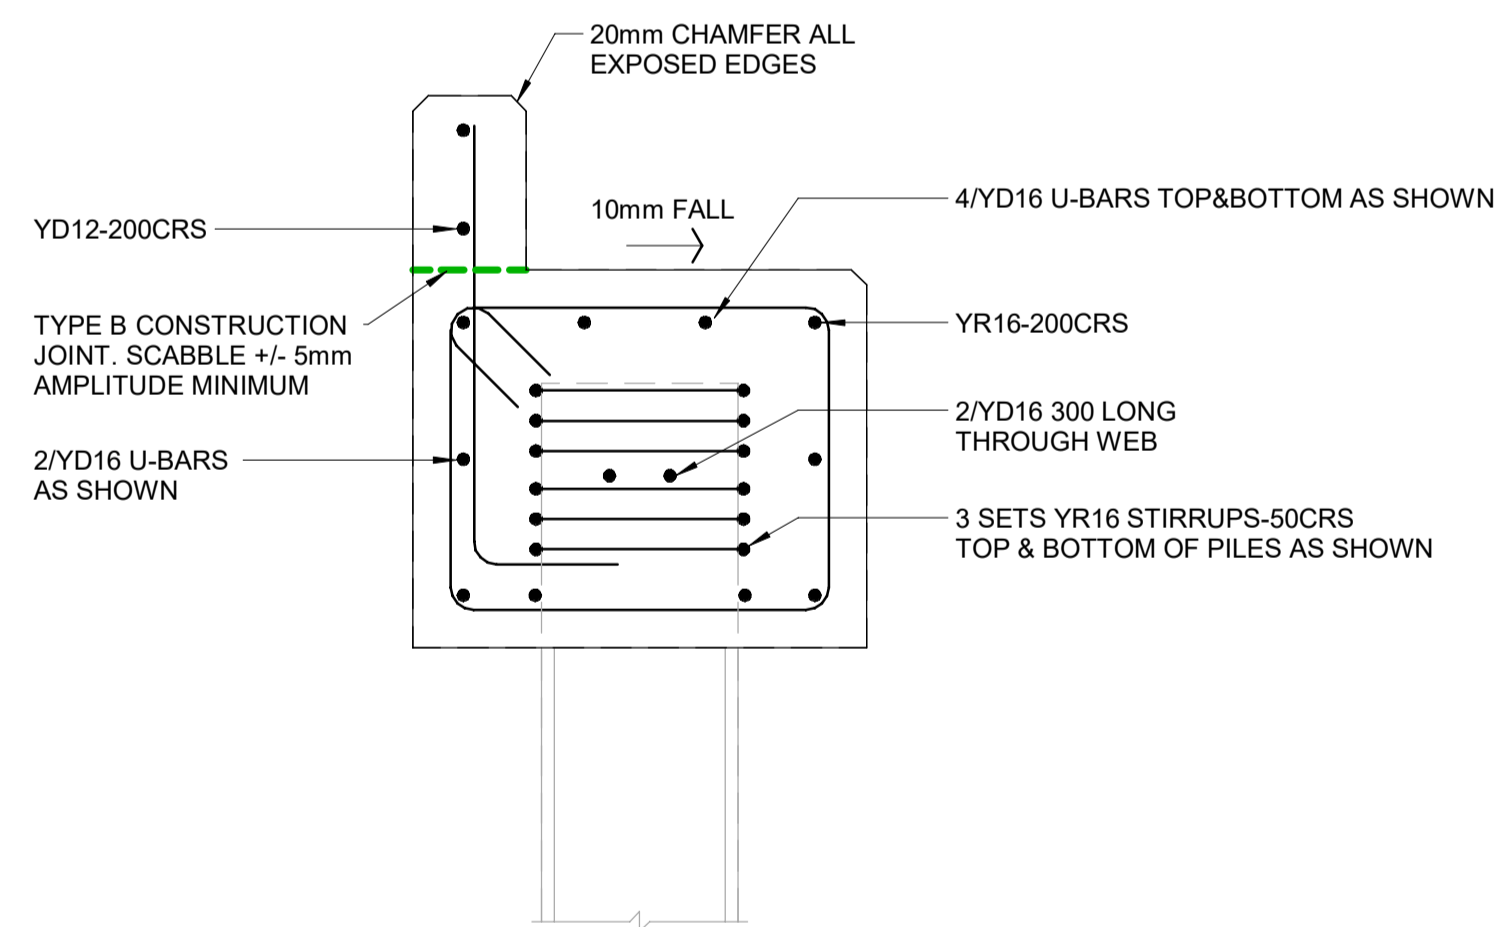 20mm CHAMFER ALL
EXPOSED EDGES
4/YD16 U-BARS TOP&BOTTOM AS SHOWN
10mm FALL
YD12-200CRS
TYPE B CONSTRUCTION
JOINT. SCABBLE +/- 5mm
AMPLITUDE MINIMUM
YR16-200CRS
2/YD16 300 LONG
THROUGH WEB
2/YD16 U-BARS
AS SHOWN
3 SETS YR16 STIRRUPS-50CRS
TOP & BOTTOM OF PILES AS SHOWN